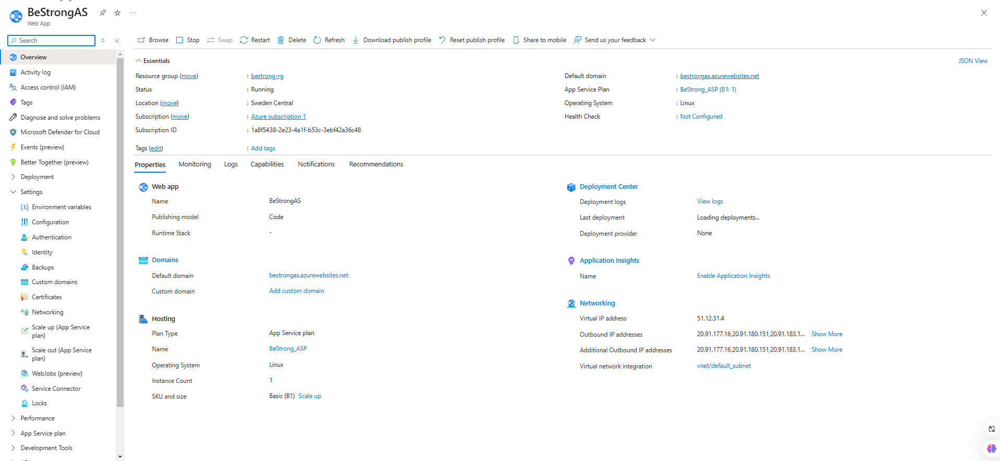 BeStrongAS
Web App
Search
Browse Stop Swap Restart Delete Refresh Download publish profile Reset publish profile Share to mobile Send us your feedback
Overview
Activity log
Access control (IAM)
Tags
Diagnose and solve problems
Microsoft Defender for Cloud
Events (preview)
Better Together (preview)
Deployment
Settings
Environment variables
Configuration
Authentication
Identity
Backups
Custom domains
Certificates
Networking
Scale up (App Service
plan)
Scale out (App Service
plan)
WebJobs (preview)
Service Connector
Locks
Performance
App Service plan
Development Tools
Essentials
JSON View
Resource group (move) : bestrong-rg
Status : Running
Location (move) : Sweden Central
Subscription (move) : Azure subscription 1
Subscription ID : 1a8f5438-2e23-4a1f-b53c-3ebf42a36c48
Tags (edit) : Add tags
Default domain : bestrongas.azurewebsites.net
App Service Plan : BeStrong_ASP (B1: 1)
Operating System : Linux
Health Check : Not Configured
Properties Monitoring Logs Capabilities Notifications Recommendations
Web app
Name BeStrongAS
Publishing model Code
Runtime Stack -
Domains
Default domain bestrongas.azurewebsites.net
Custom domain Add custom domain
Hosting
Plan Type App Service plan
Name BeStrong_ASP
Operating System Linux
Instance Count 1
SKU and size Basic (B1) Scale up
Deployment Center
Deployment logs View logs
Last deployment Loading deployments...
Deployment provider None
Application Insights
Name Enable Application Insights
Networking
Virtual IP address 51.12.31.4
Outbound IP addresses 20.91.177.16,20.91.180.151,20.91.183.1... Show More
Additional Outbound IP addresses 20.91.177.16,20.91.180.151,20.91.183.1... Show More
Virtual network integration vnet/default_subnet